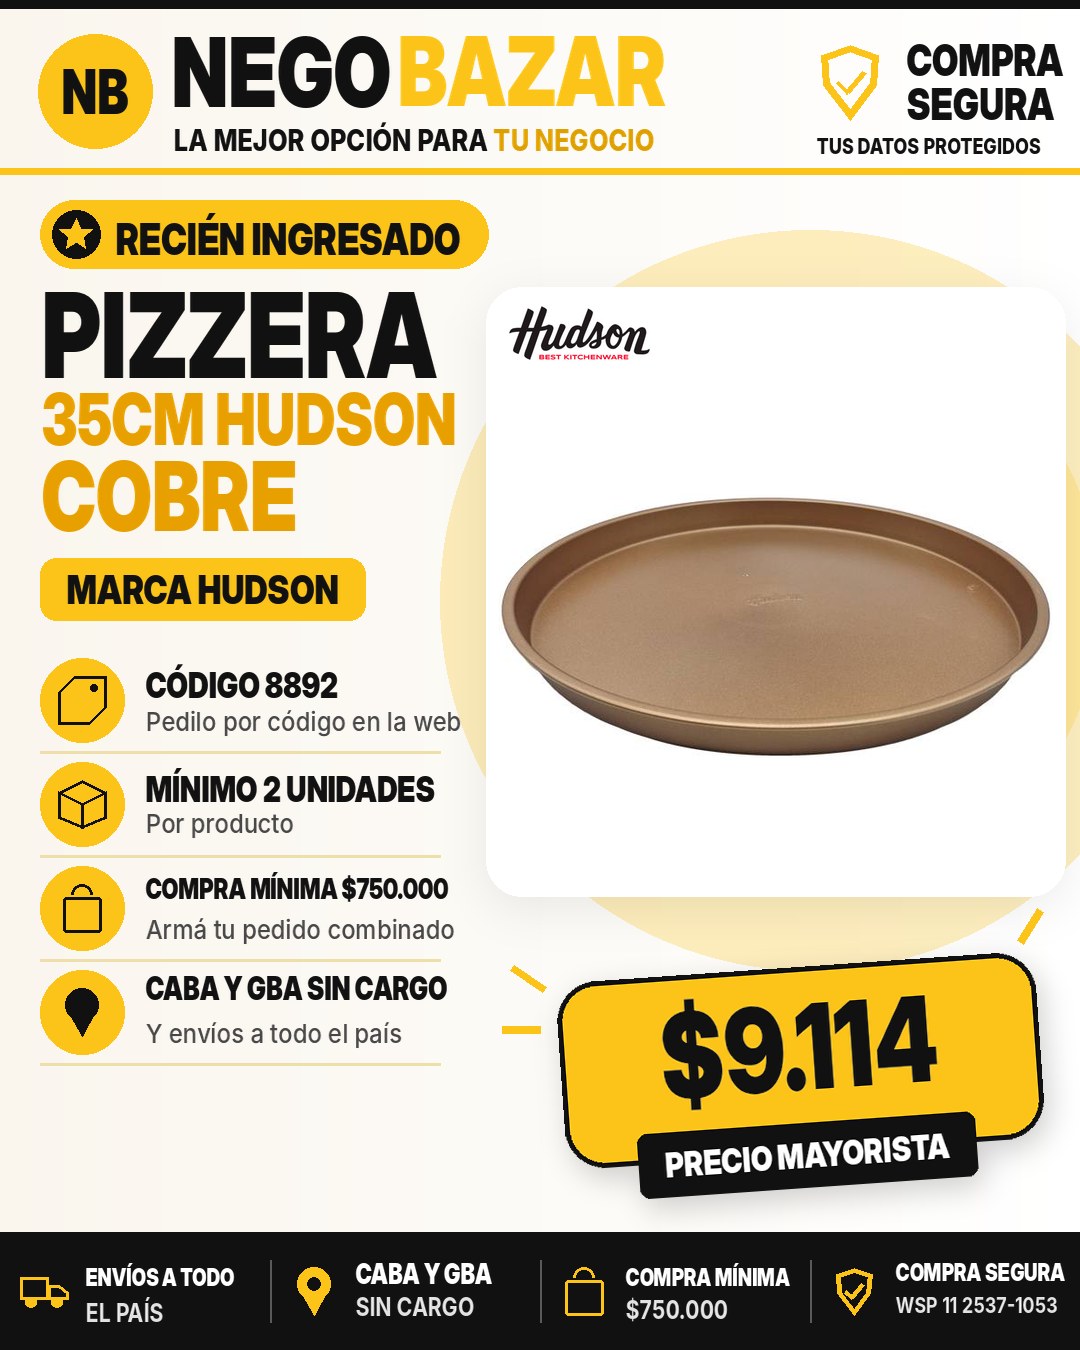 NB
NEGOBAZAR
LA MEJOR OPCIÓN PARA TU NEGOCIO
COMPRA
SEGURA
TUS DATOS PROTEGIDOS
RECIÉN INGRESADO
PIZZERA
35CM HUDSON
COBRE
MARCA HUDSON
CÓDIGO 8892
Pedilo por código en la web
MÍNIMO 2 UNIDADES
Por producto
COMPRA MÍNIMA $750.000
Armá tu pedido combinado
CABA Y GBA SIN CARGO
Y envíos a todo el país
Hudson
BEST KITCHENWARE
Hudson
$9.114
PRECIO MAYORISTA
ENVÍOS A TODO
EL PAÍS
CABA Y GBA
SIN CARGO
COMPRA MÍNIMA
$750.000
COMPRA SEGURA
WSP 11 2537-1053